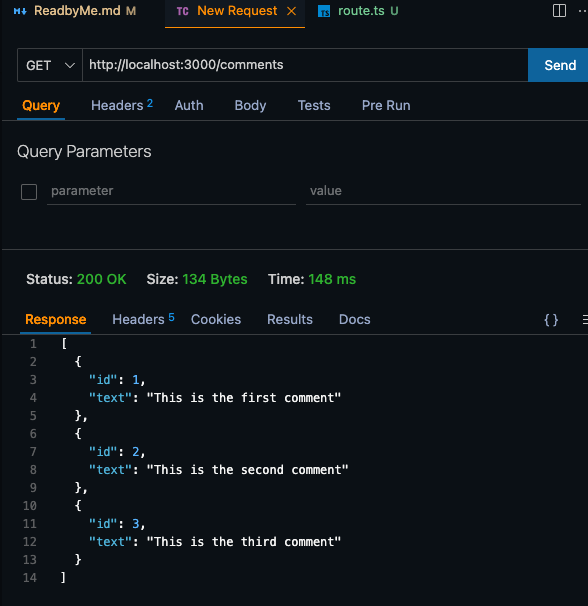 M↓ ReadbyMe.md M TC New Request × TS route.ts U
GET http://localhost:3000/comments Send
Query Headers 2 Auth Body Tests Pre Run
Query Parameters
parameter value
Status: 200 OK Size: 134 Bytes Time: 148 ms
Response Headers 5 Cookies Results Docs { }
1 [
2 {
3 "id": 1,
4 "text": "This is the first comment"
5 },
6 {
7 "id": 2,
8 "text": "This is the second comment"
9 },
10 {
11 "id": 3,
12 "text": "This is the third comment"
13 }
14 ]